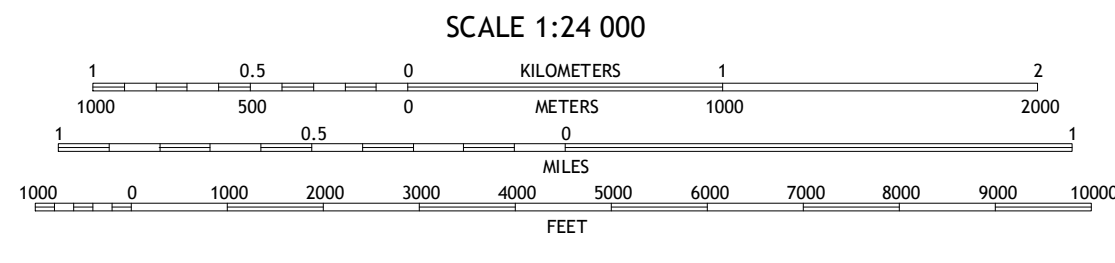 SCALE 1:24 000
1 0.5 0 KILOMETERS 1 2
1000 500 0 METERS 1000 2000
1 0.5 0 1
MILES
1000 0 1000 2000 3000 4000 5000 6000 7000 8000 9000 10000
FEET